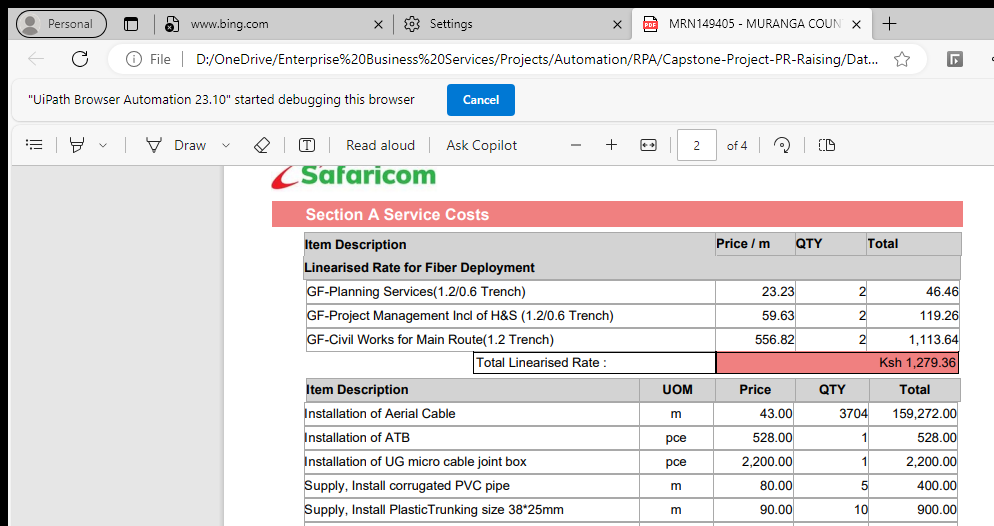 Personal
www.bing.com
Settings
PDF
MRN149405 - MURANGA COUN
File
D:/OneDrive/Enterprise%20Business%20Services/Projects/Automation/RPA/Capstone-Project-PR-Raising/Dat...
"UiPath Browser Automation 23.10" started debugging this browser
Cancel
Draw
Read aloud
Ask Copilot
2
of 4
Safaricom
Section A Service Costs
Item Description Price / m QTY Total
Linearised Rate for Fiber Deployment
GF-Planning Services(1.2/0.6 Trench) 23.23 2 46.46
GF-Project Management Incl of H&S (1.2/0.6 Trench) 59.63 2 119.26
GF-Civil Works for Main Route(1.2 Trench) 556.82 2 1,113.64
Total Linearised Rate : Ksh 1,279.36
Item Description UOM Price QTY Total
Installation of Aerial Cable m 43.00 3704 159,272.00
Installation of ATB pce 528.00 1 528.00
Installation of UG micro cable joint box pce 2,200.00 1 2,200.00
Supply, Install corrugated PVC pipe m 80.00 5 400.00
Supply, Install PlasticTrunking size 38*25mm m 90.00 10 900.00